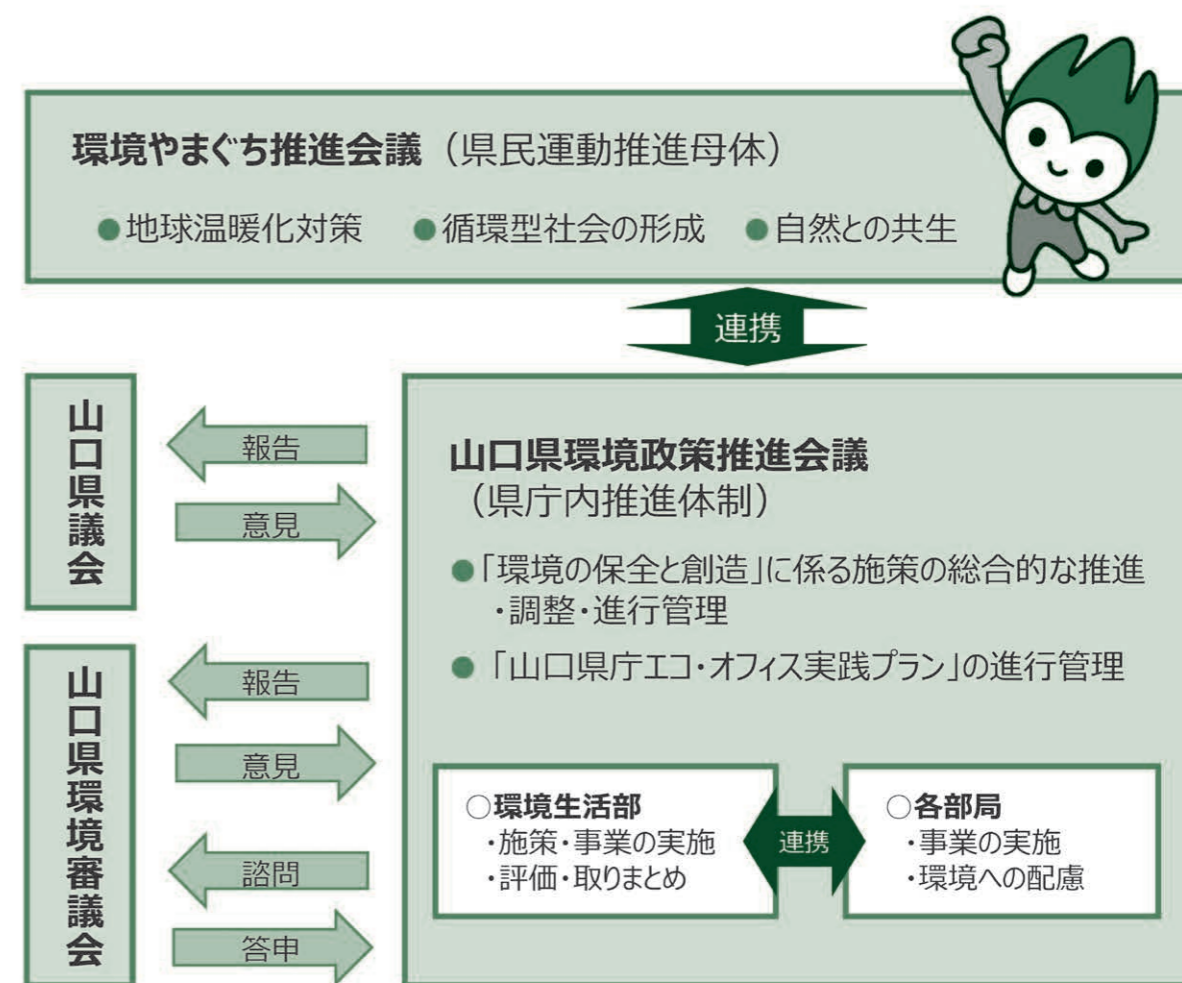 環境やまぐち推進会議（県民運動推進母体）
●地球温暖化対策　●循環型社会の形成　●自然との共生
連携
山口県議会
報告
意見
山口県環境審議会
報告
意見
諮問
答申
山口県環境政策推進会議
（県庁内推進体制）
●「環境の保全と創造」に係る施策の総合的な推進
・調整・進行管理
●「山口県庁エコ・オフィス実践プラン」の進行管理
○環境生活部
・施策・事業の実施
・評価・取りまとめ
連携
○各部局
・事業の実施
・環境への配慮